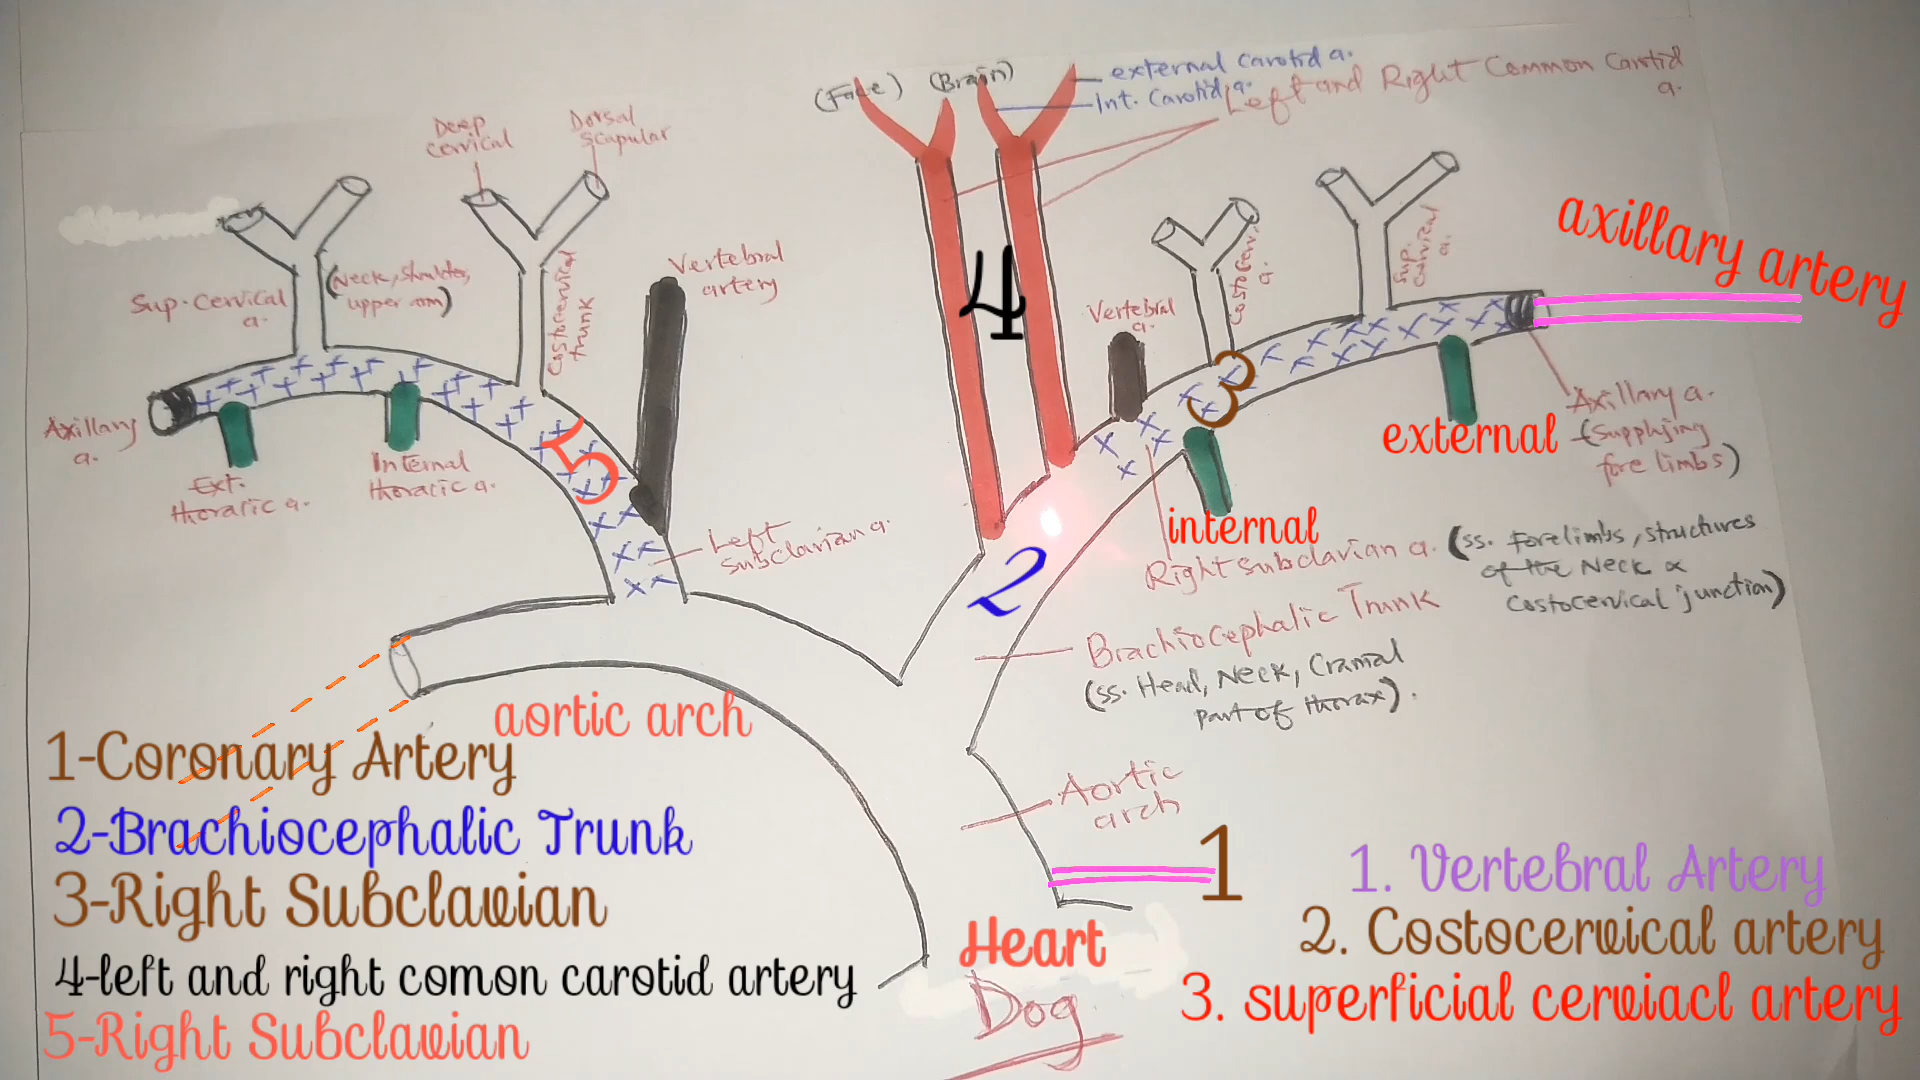 (Face) (Brain)
external carotid a.
Int. Carotid a.
Left and Right Common Carotid
a.
Deep
cervical
Dorsal
Scapular
Sup. Cervical
a.
(Neck, shoulder,
upper arm)
Costocervical
trunk
Vertebral
artery
4
Vertebral
a.
Costocerv.
a.
Sup.
cervical
a.
axillary artery
3
Axillary
a.
Ext.
thoracic a.
Internal
thoracic a.
5
external
Axillary a.
(supplying
fore limbs)
internal
Left
Subclavian a.
2
Right subclavian a.
(ss. forelimbs, structures
of the Neck &
costocervical junction)
Brachiocephalic Trunk
(ss. Head, Neck, Cranial
part of thorax).
aortic arch
Aortic
arch
1
1-Coronary Artery
2-Brachiocephalic Trunk
3-Right Subclavian
4-left and right comon carotid artery
5-Right Subclavian
Heart
Dog
1. Vertebral Artery
2. Costocervical artery
3. superficial cerviacl artery